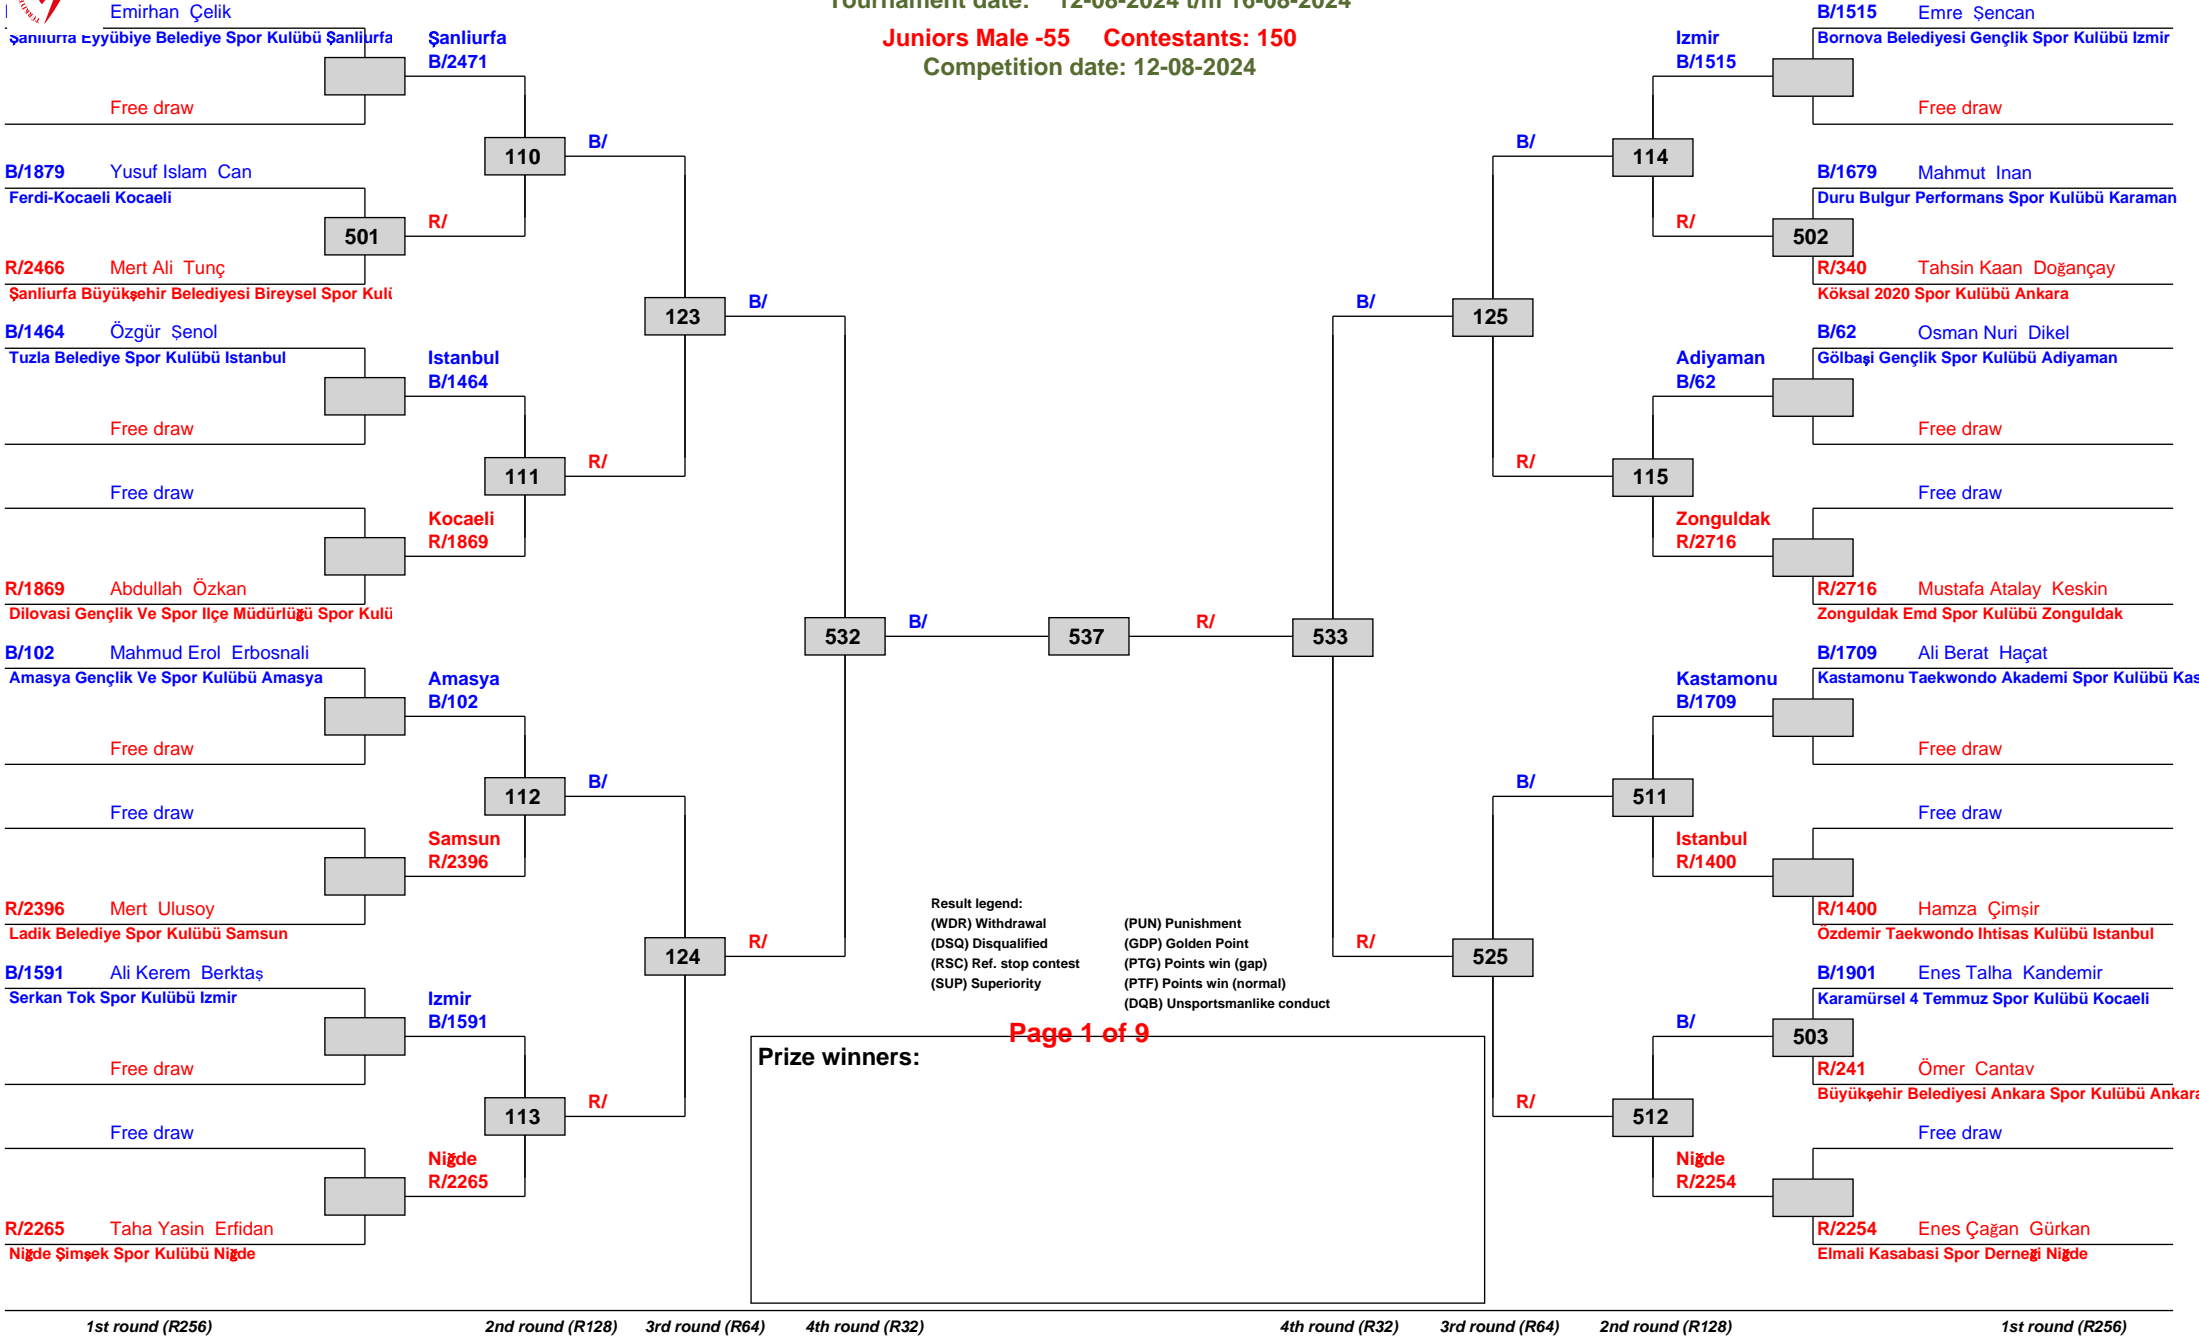 Tournament date: 12-08-2024 t/m 16-08-2024
Juniors Male -55 Contestants: 150
Competition date: 12-08-2024
Emirhan Çelik
Şanliurfa Eyyübiye Belediye Spor Kulübü Şanliurfa
Free draw
B/1879 Yusuf Islam Can
Ferdi-Kocaeli Kocaeli
501
R/2466 Mert Ali Tunç
Şanliurfa Büyükşehir Belediyesi Bireysel Spor Kulü
B/1464 Özgür Şenol
Tuzla Belediye Spor Kulübü Istanbul
Free draw
Free draw
R/1869 Abdullah Özkan
Dilovasi Gençlik Ve Spor Ilçe Müdürlüğü Spor Kulü
B/102 Mahmud Erol Erbosnali
Amasya Gençlik Ve Spor Kulübü Amasya
Free draw
Free draw
R/2396 Mert Ulusoy
Ladik Belediye Spor Kulübü Samsun
B/1591 Ali Kerem Berktaş
Serkan Tok Spor Kulübü Izmir
Free draw
Free draw
R/2265 Taha Yasin Erfidan
Niğde Şimşek Spor Kulübü Niğde
Şanliurfa
B/2471
110
R/
Istanbul
B/1464
111
Kocaeli
R/1869
Amasya
B/102
112
Samsun
R/2396
Izmir
B/1591
113
Niğde
R/2265
B/
123
R/
B/
124
R/
B/
532
R/
B/
537
R/
533
B/
R/
125
B/
R/
525
B/
R/
Izmir
B/1515
114
R/
Adiyaman
B/62
115
Zonguldak
R/2716
Kastamonu
B/1709
511
Istanbul
R/1400
B/
512
Niğde
R/2254
B/1515 Emre Şencan
Bornova Belediyesi Gençlik Spor Kulübü Izmir
Free draw
B/1679 Mahmut Inan
Duru Bulgur Performans Spor Kulübü Karaman
502
R/340 Tahsin Kaan Doğançay
Köksal 2020 Spor Kulübü Ankara
B/62 Osman Nuri Dikel
Gölbaşi Gençlik Spor Kulübü Adiyaman
Free draw
Free draw
R/2716 Mustafa Atalay Keskin
Zonguldak Emd Spor Kulübü Zonguldak
B/1709 Ali Berat Haçat
Kastamonu Taekwondo Akademi Spor Kulübü Kas
Free draw
Free draw
R/1400 Hamza Çimşir
Özdemir Taekwondo Ihtisas Kulübü Istanbul
B/1901 Enes Talha Kandemir
Karamürsel 4 Temmuz Spor Kulübü Kocaeli
503
R/241 Ömer Cantav
Büyükşehir Belediyesi Ankara Spor Kulübü Ankara
Free draw
R/2254 Enes Çağan Gürkan
Elmali Kasabasi Spor Derneği Niğde
Result legend:
(WDR) Withdrawal (PUN) Punishment
(DSQ) Disqualified (GDP) Golden Point
(RSC) Ref. stop contest (PTG) Points win (gap)
(SUP) Superiority (PTF) Points win (normal)
(DQB) Unsportsmanlike conduct
Page 1 of 9
Prize winners:
1st round (R256) 2nd round (R128) 3rd round (R64) 4th round (R32) 4th round (R32) 3rd round (R64) 2nd round (R128) 1st round (R256)